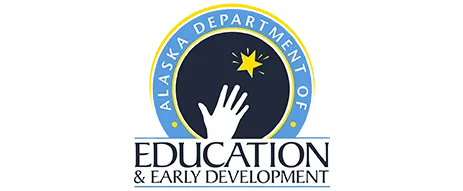 ALASKA DEPARTMENT OF
EDUCATION
& EARLY DEVELOPMENT